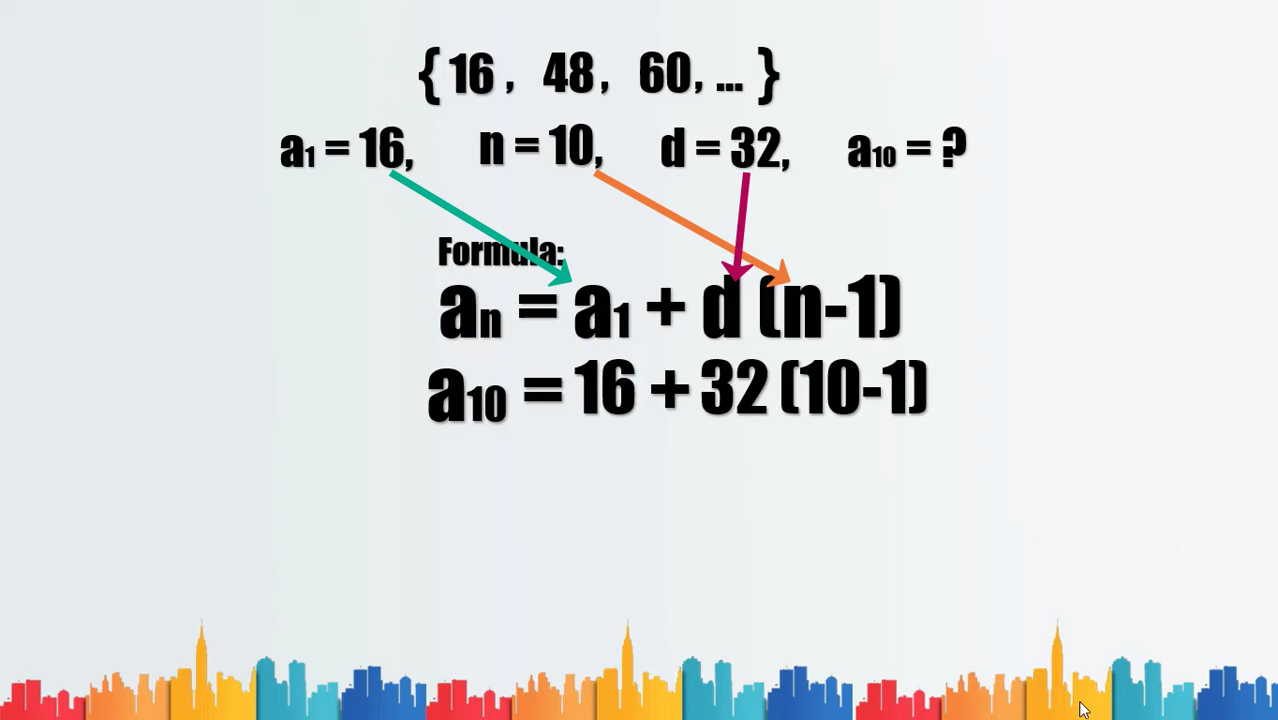 { 16 , 48 , 60 , ... }
a₁ = 16, n = 10, d = 32, a₁₀ = ?
Formula:
aₙ = a₁ + d (n-1)
a₁₀ = 16 + 32 (10-1)